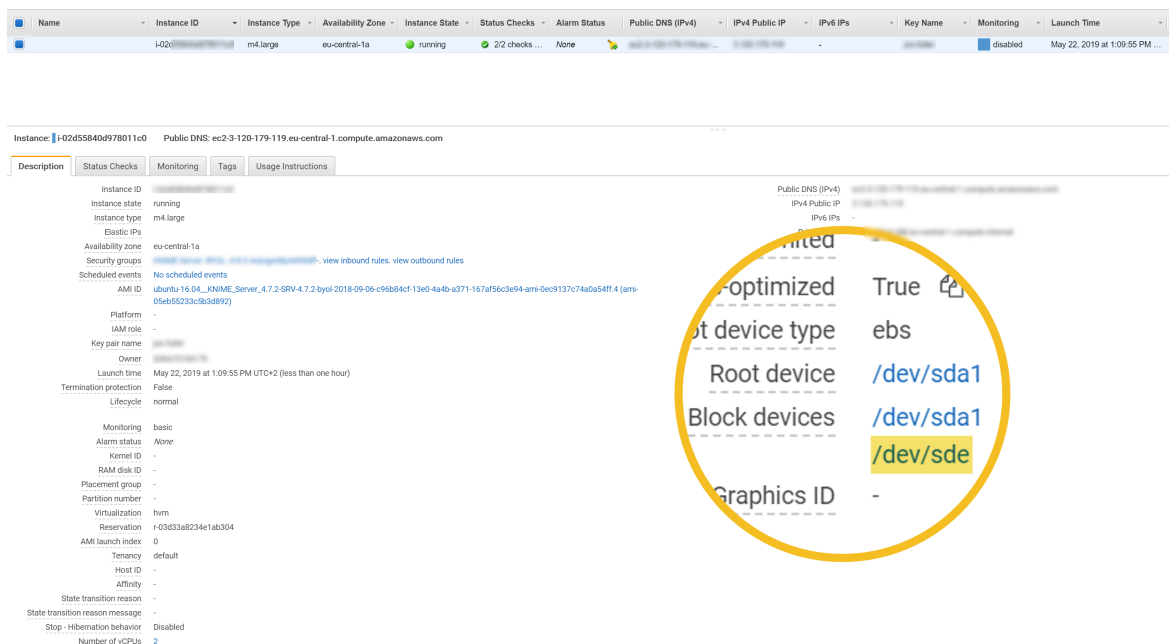 Name Instance ID Instance Type Availability Zone Instance State Status Checks Alarm Status Public DNS (IPv4) IPv4 Public IP IPv6 IPs Key Name Monitoring Launch Time
m4.large eu-central-1a running 2/2 checks ... None - disabled May 22, 2019 at 1:09:55 PM ...
Instance: i-02d55840d978011c0 Public DNS: ec2-3-120-179-119.eu-central-1.compute.amazonaws.com
Description Status Checks Monitoring Tags Usage Instructions
Instance ID
Instance state running
Instance type m4.large
Elastic IPs
Availability zone eu-central-1a
Security groups view inbound rules. view outbound rules
Scheduled events No scheduled events
AMI ID ubuntu-16.04__KNIME_Server_4.7.2-SRV-4.7.2-byol-2018-09-06-c96b84cf-13e0-4a4b-a371-167af56c3e94-ami-0ec9137c74a0a54ff.4 (ami-
05eb55233c5b3d892)
Platform -
IAM role -
Key pair name
Owner
Launch time May 22, 2019 at 1:09:55 PM UTC+2 (less than one hour)
Termination protection False
Lifecycle normal
Monitoring basic
Alarm status None
Kernel ID -
RAM disk ID -
Placement group -
Partition number -
Virtualization hvm
Reservation r-03d33a8234e1ab304
AMI launch index 0
Tenancy default
Host ID -
Affinity -
State transition reason -
State transition reason message -
Stop - Hibernation behavior Disabled
Number of vCPUs 2
Public DNS (IPv4)
IPv4 Public IP
IPv6 IPs -
-optimized True
device type ebs
Root device /dev/sda1
Block devices /dev/sda1
/dev/sde
Graphics ID -